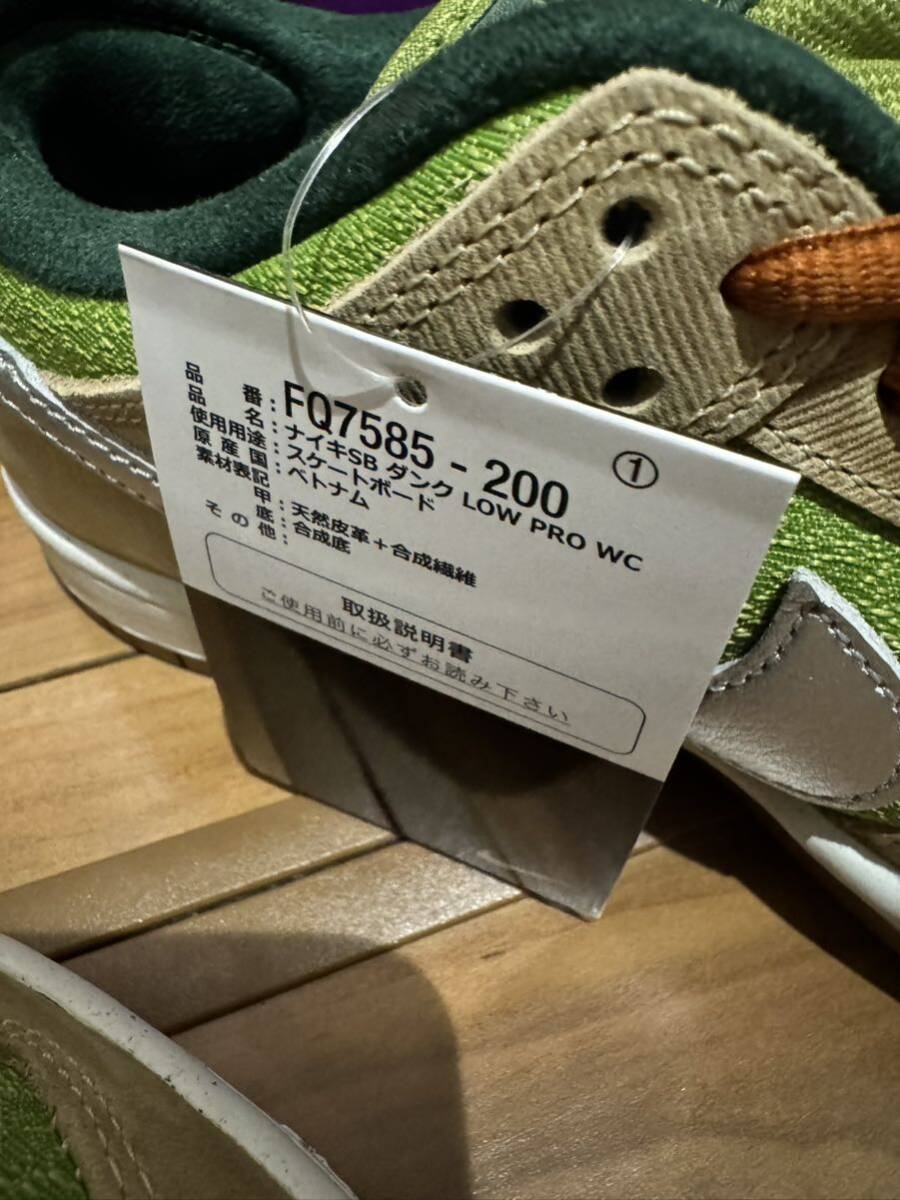 品番：FQ7585-200 ①
品名：ナイキSB ダンク LOW PRO WC
使用用途：スケートボード
原産国：ベトナム
素材表記
甲：天然皮革＋合成繊維
底：合成底
その他：
取扱説明書
ご使用前に必ずお読み下さい